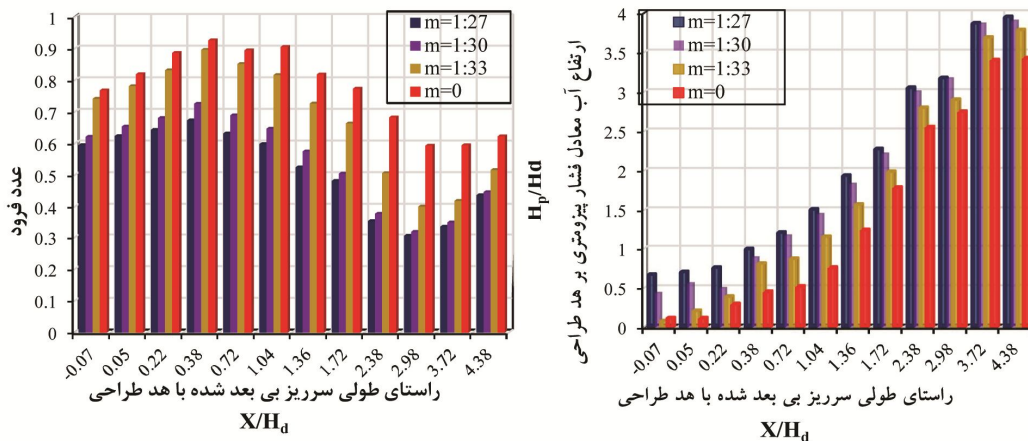 1
0.9
0.8
0.7
0.6
0.5
0.4
0.3
0.2
0.1
0
عدد فرود
m=1:27
m=1:30
m=1:33
m=0
-0.07 0.05 0.22 0.38 0.72 1.04 1.36 1.72 2.38 2.98 3.72 4.38
راستای طولی سرریز بی بعد شده با هد طراحی
X/Hd
4
3.5
3
2.5
2
1.5
1
0.5
0
ارتفاع آب معادل فشار پیزومتری بر هد طراحی
Hp/Hd
m=1:27
m=1:30
m=1:33
m=0
-0.07 0.05 0.22 0.38 0.72 1.04 1.36 1.72 2.38 2.98 3.72 4.38
راستای طولی سرریز بی بعد شده با هد طراحی
X/Hd